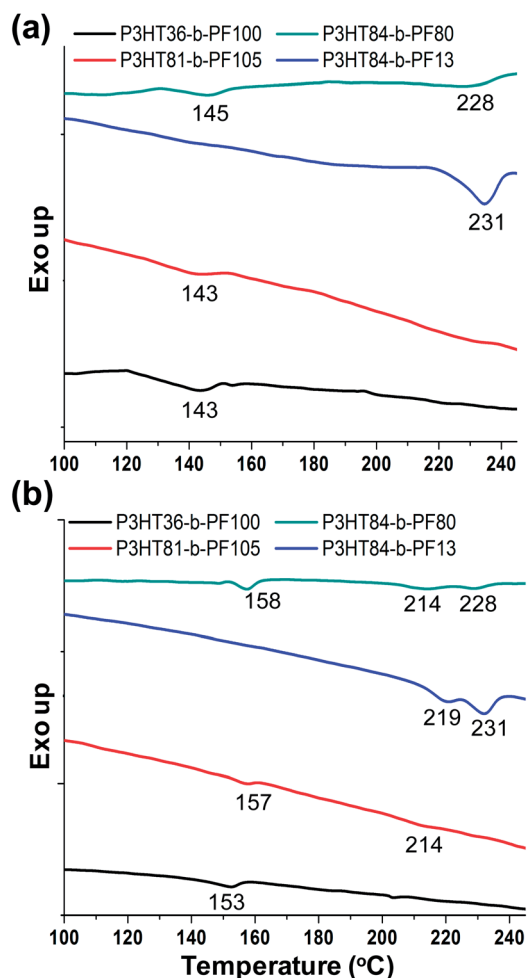 (a)
P3HT36-b-PF100 P3HT84-b-PF80
P3HT81-b-PF105 P3HT84-b-PF13
145 228
231
143
143
Exo up
100 120 140 160 180 200 220 240
(b)
P3HT36-b-PF100 P3HT84-b-PF80
P3HT81-b-PF105 P3HT84-b-PF13
158 214 228
219 231
157
214
153
Exo up
100 120 140 160 180 200 220 240
Temperature (°C)